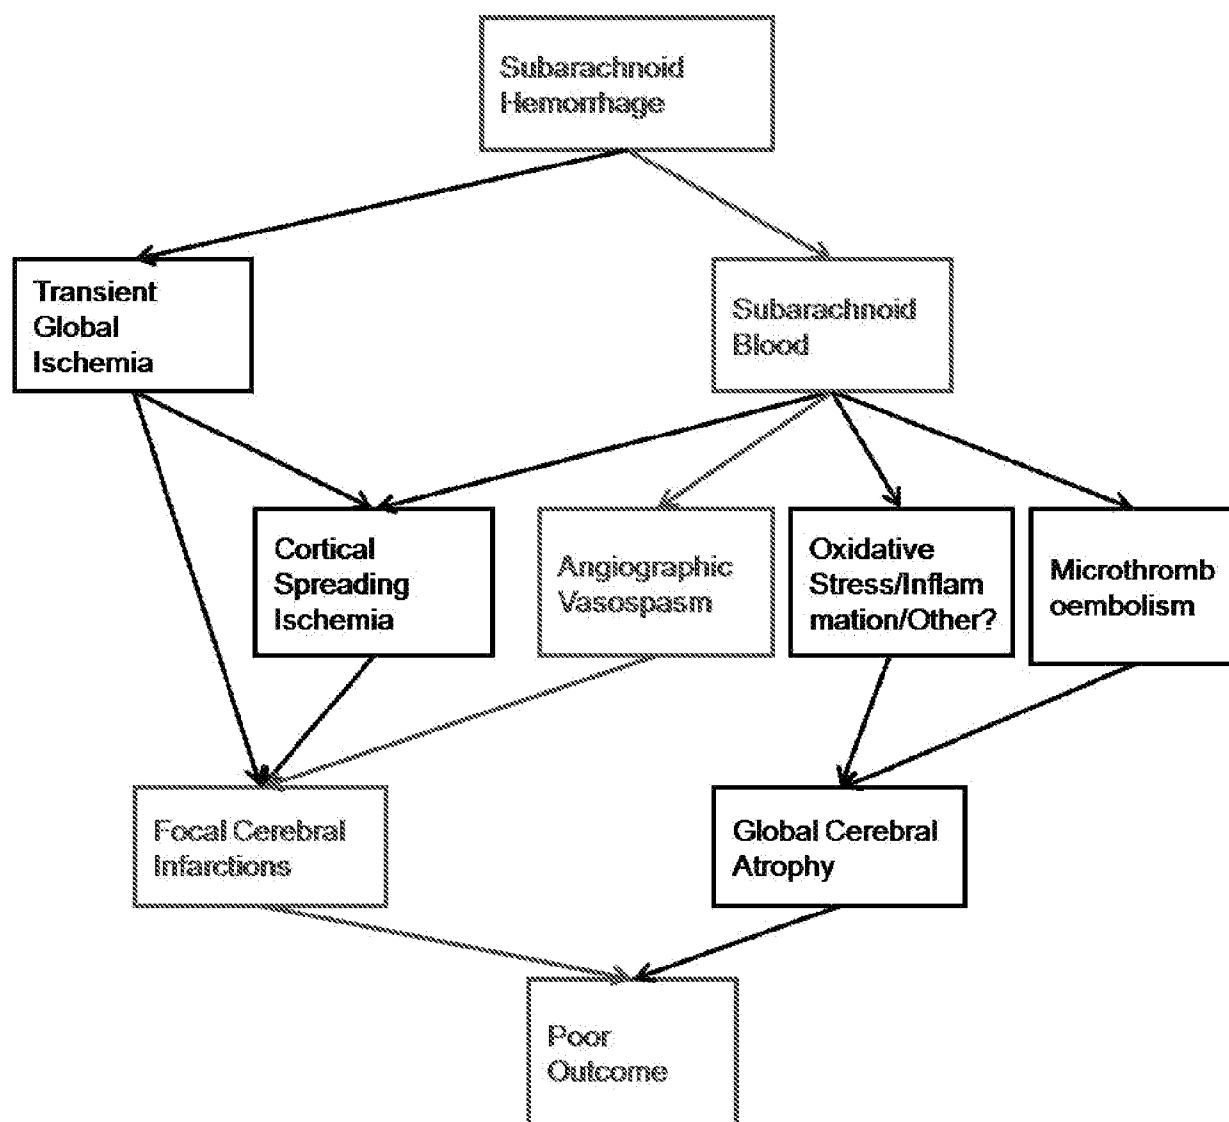 Subarachnoid
Hemorrhage
Transient
Global
Ischemia
Subarachnoid
Blood
Cortical
Spreading
Ischemia
Angiographic
Vasospasm
Oxidative
Stress/Inflam
mation/Other?
Microthromb
oembolism
Focal Cerebral
Infarctions
Global Cerebral
Atrophy
Poor
Outcome